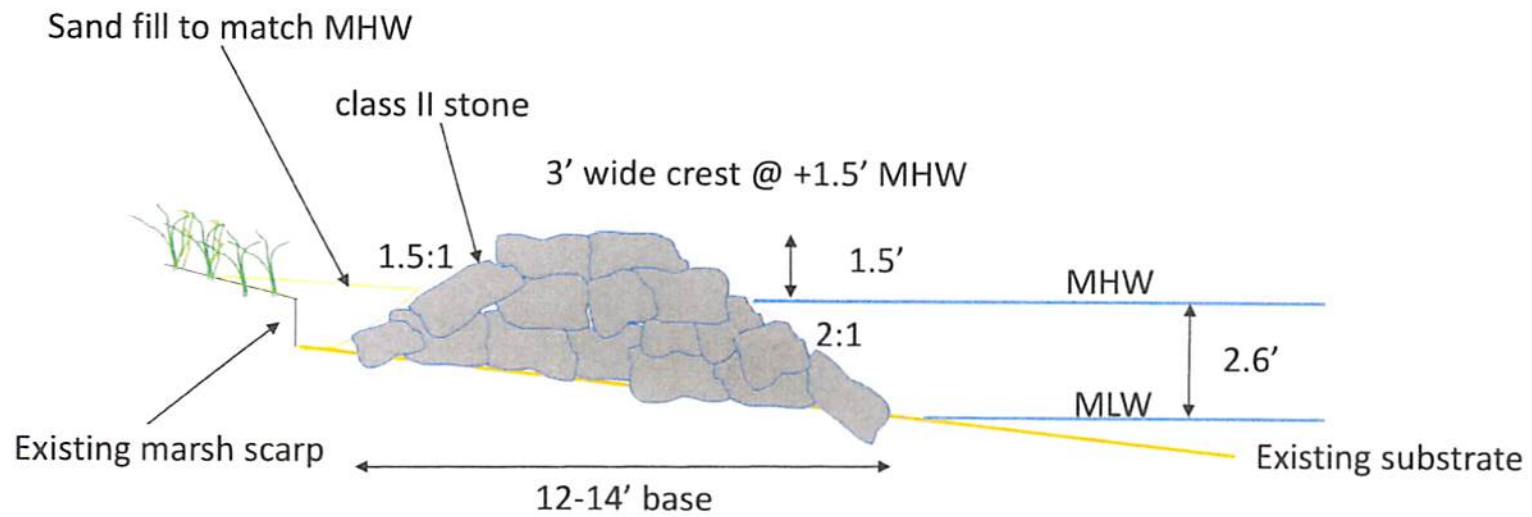 Sand fill to match MHW
class II stone
3’ wide crest @ +1.5’ MHW
1.5:1
1.5’
MHW
2:1
2.6’
MLW
Existing marsh scarp
Existing substrate
12-14’ base